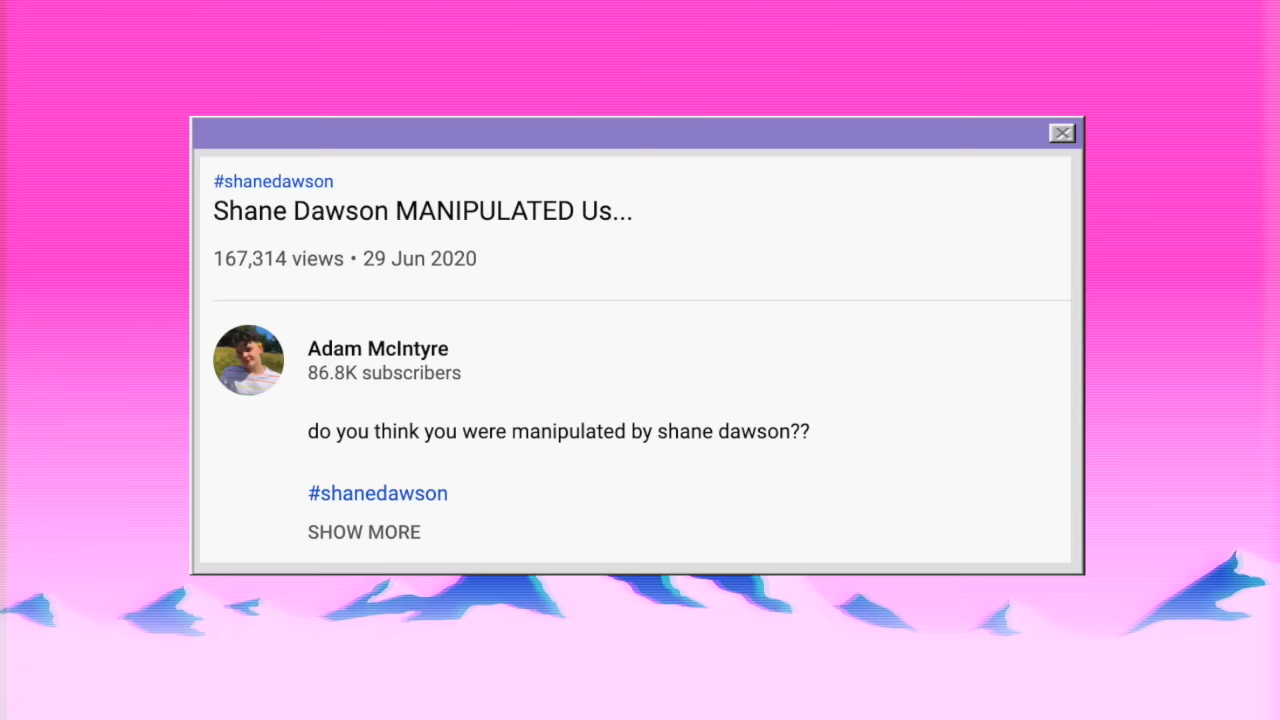 #shanedawson
Shane Dawson MANIPULATED Us...
167,314 views • 29 Jun 2020
Adam McIntyre
86.8K subscribers
do you think you were manipulated by shane dawson??
#shanedawson
SHOW MORE